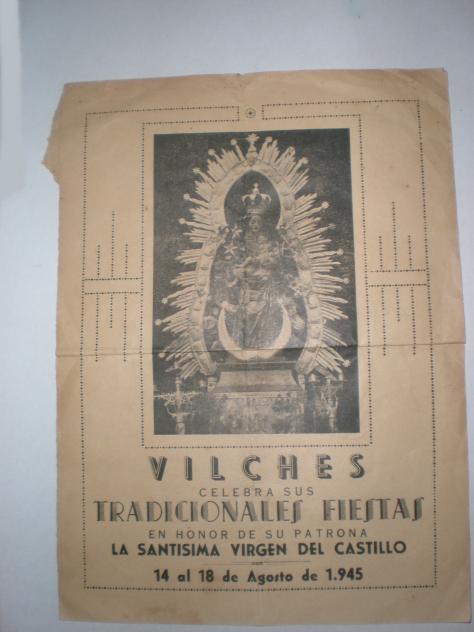 VILCHES
CELEBRA SUS
TRADICIONALES FIESTAS
EN HONOR DE SU PATRONA
LA SANTISIMA VIRGEN DEL CASTILLO
14 al 18 de Agosto de 1.945